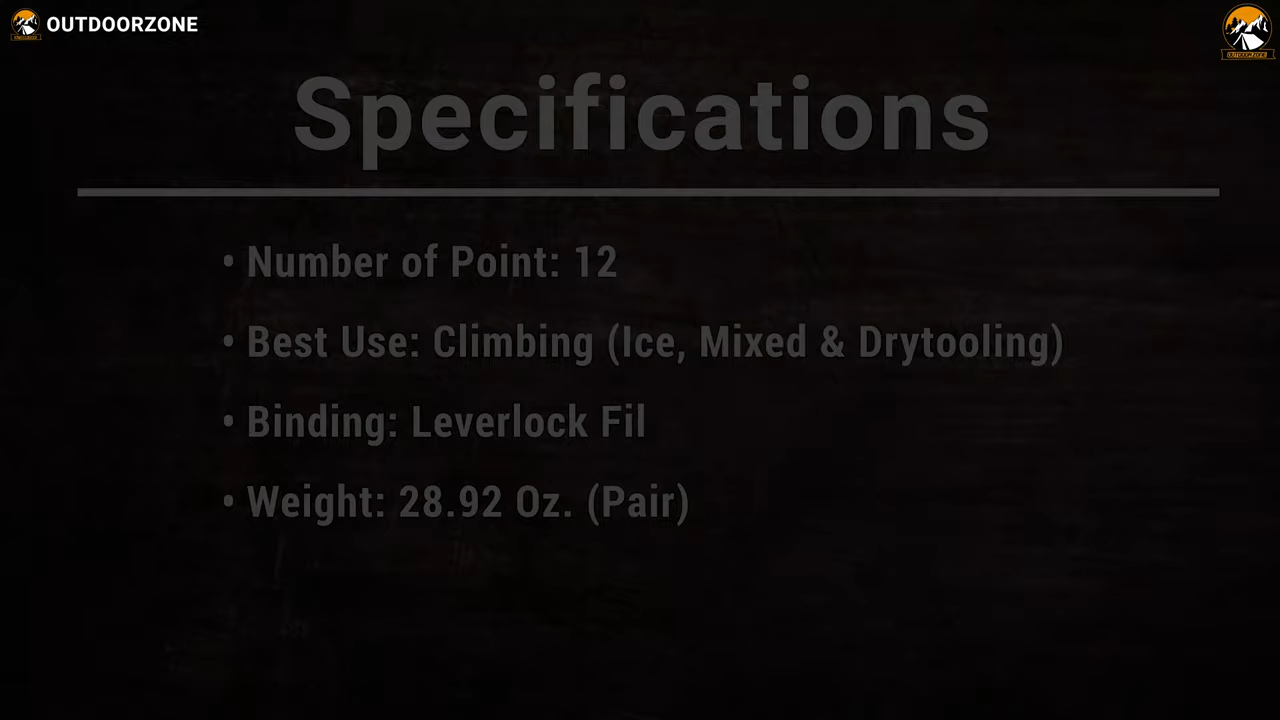 OUTDOORZONE
Specifications
• Number of Point: 12
• Best Use: Climbing (Ice, Mixed & Drytooling)
• Binding: Leverlock Fil
• Weight: 28.92 Oz. (Pair)
OUTDOORZONE